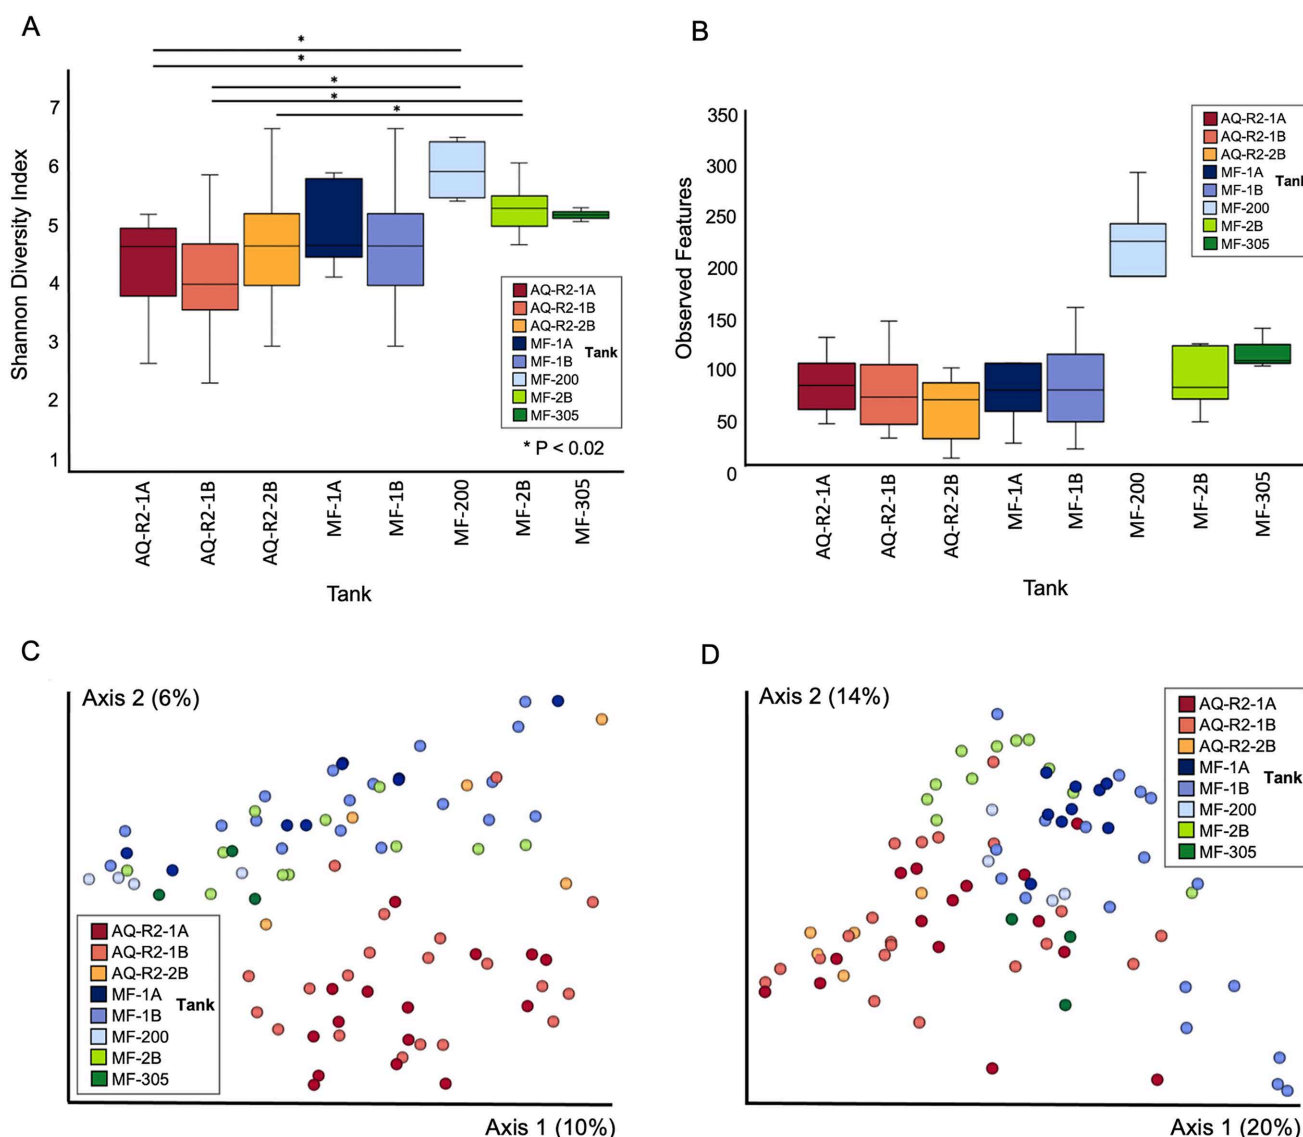 A
*
*
*
*
*
7
6
5
4
3
2
1
Shannon Diversity Index
AQ-R2-1A
AQ-R2-1B
AQ-R2-2B
MF-1A
MF-1B
MF-200
MF-2B
MF-305
Tank
* P < 0.02
AQ-R2-1A
AQ-R2-1B
AQ-R2-2B
MF-1A
MF-1B
MF-200
MF-2B
MF-305
Tank
B
350
300
250
200
150
100
50
0
Observed Features
AQ-R2-1A
AQ-R2-1B
AQ-R2-2B
MF-1A
MF-1B
MF-200
MF-2B
MF-305
Tank
AQ-R2-1A
AQ-R2-1B
AQ-R2-2B
MF-1A
MF-1B
MF-200
MF-2B
MF-305
Tank
C
Axis 2 (6%)
AQ-R2-1A
AQ-R2-1B
AQ-R2-2B
MF-1A
MF-1B
MF-200
MF-2B
MF-305
Tank
Axis 1 (10%)
D
Axis 2 (14%)
AQ-R2-1A
AQ-R2-1B
AQ-R2-2B
MF-1A
MF-1B
MF-200
MF-2B
MF-305
Tank
Axis 1 (20%)